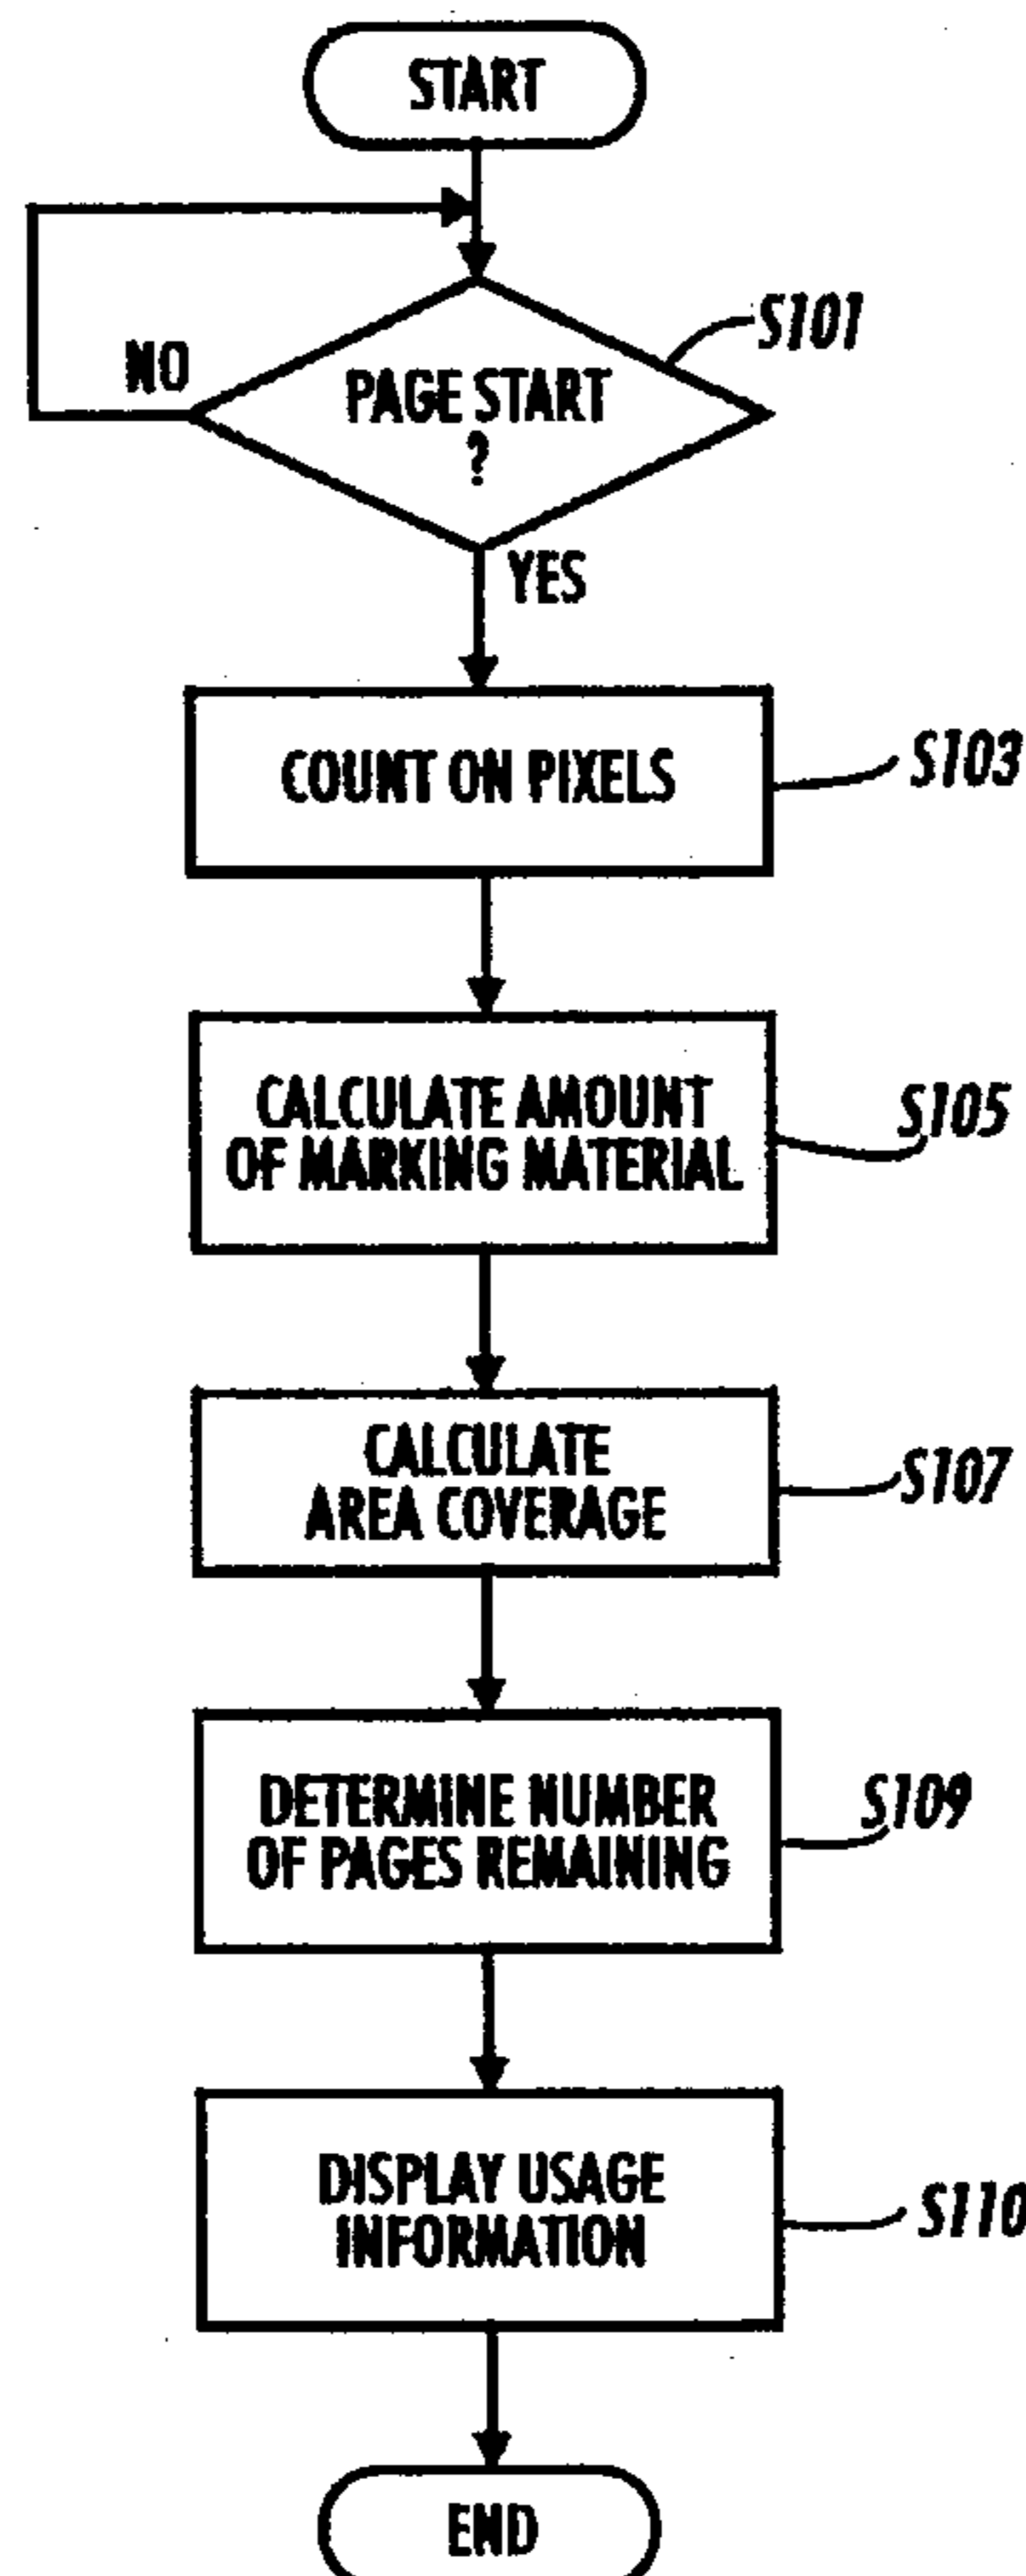 START
S101
NO
PAGE START
?
YES
COUNT ON PIXELS
S103
CALCULATE AMOUNT
OF MARKING MATERIAL
S105
CALCULATE
AREA COVERAGE
S107
DETERMINE NUMBER
OF PAGES REMAINING
S109
DISPLAY USAGE
INFORMATION
S110
END